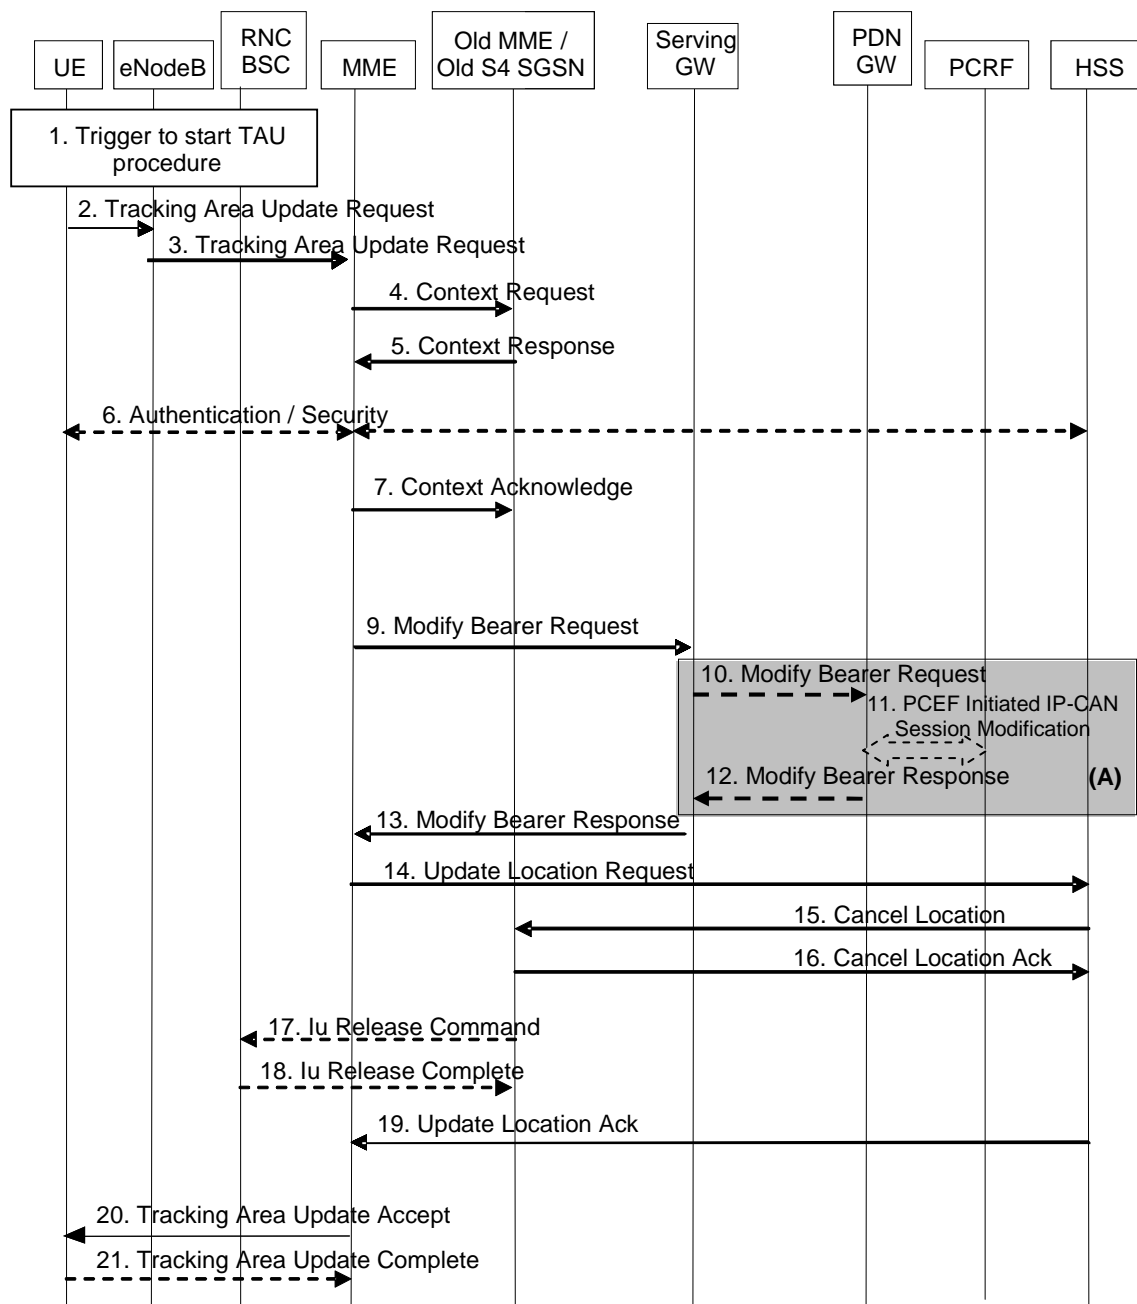 UE
eNodeB
RNC
BSC
MME
Old MME /
Old S4 SGSN
Serving
GW
PDN
GW
PCRF
HSS
1. Trigger to start TAU
procedure
2. Tracking Area Update Request
3. Tracking Area Update Request
4. Context Request
5. Context Response
6. Authentication / Security
7. Context Acknowledge
9. Modify Bearer Request
10. Modify Bearer Request
11. PCEF Initiated IP-CAN
Session Modification
12. Modify Bearer Response
(A)
13. Modify Bearer Response
14. Update Location Request
15. Cancel Location
16. Cancel Location Ack
17. Iu Release Command
18. Iu Release Complete
19. Update Location Ack
20. Tracking Area Update Accept
21. Tracking Area Update Complete